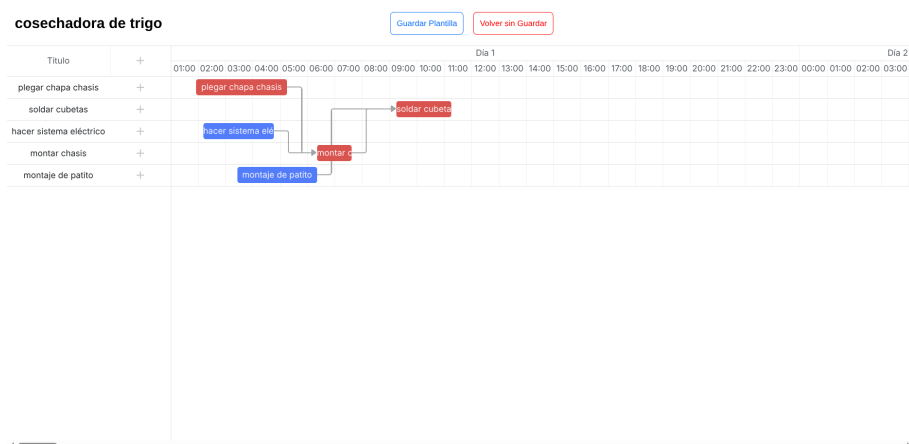 cosechadora de trigo
Guardar Plantilla
Volver sin Guardar
Titulo
+
Día 1
Día 2
01:00 02:00 03:00 04:00 05:00 06:00 07:00 08:00 09:00 10:00 11:00 12:00 13:00 14:00 15:00 16:00 17:00 18:00 19:00 20:00 21:00 22:00 23:00 00:00 01:00 02:00 03:00
plegar chapa chasis
+
plegar chapa chasis
soldar cubetas
+
soldar cubeta
hacer sistema eléctrico
+
hacer sistema elé
montar chasis
+
montar c
montaje de patito
+
montaje de patito